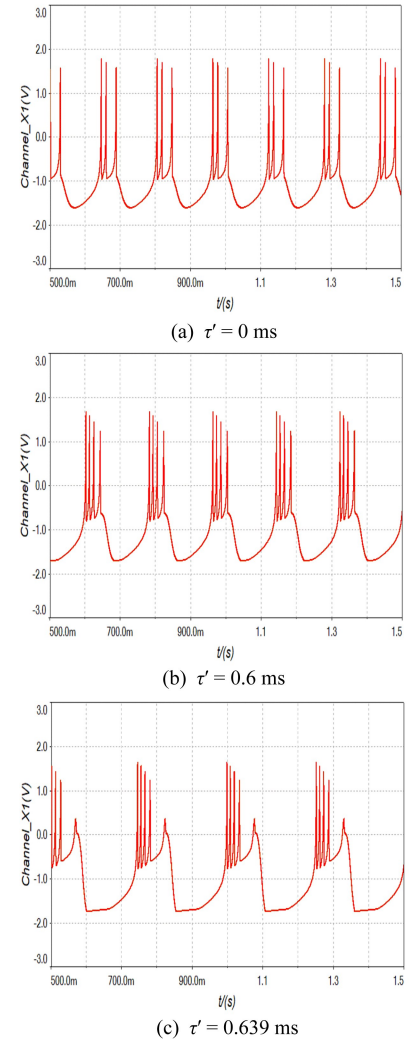 3.0
2.0
1.0
0.0
-1.0
-2.0
-3.0
Channel_X1(V)
500.0m 700.0m 900.0m 1.1 1.3 1.5
t/(s)
(a) τ′ = 0 ms
3.0
2.0
1.0
0.0
-1.0
-2.0
-3.0
Channel_X1(V)
500.0m 700.0m 900.0m 1.1 1.3 1.5
t/(s)
(b) τ′ = 0.6 ms
3.0
2.0
1.0
0.0
-1.0
-2.0
-3.0
Channel_X1(V)
500.0m 700.0m 900.0m 1.1 1.3 1.5
t/(s)
(c) τ′ = 0.639 ms